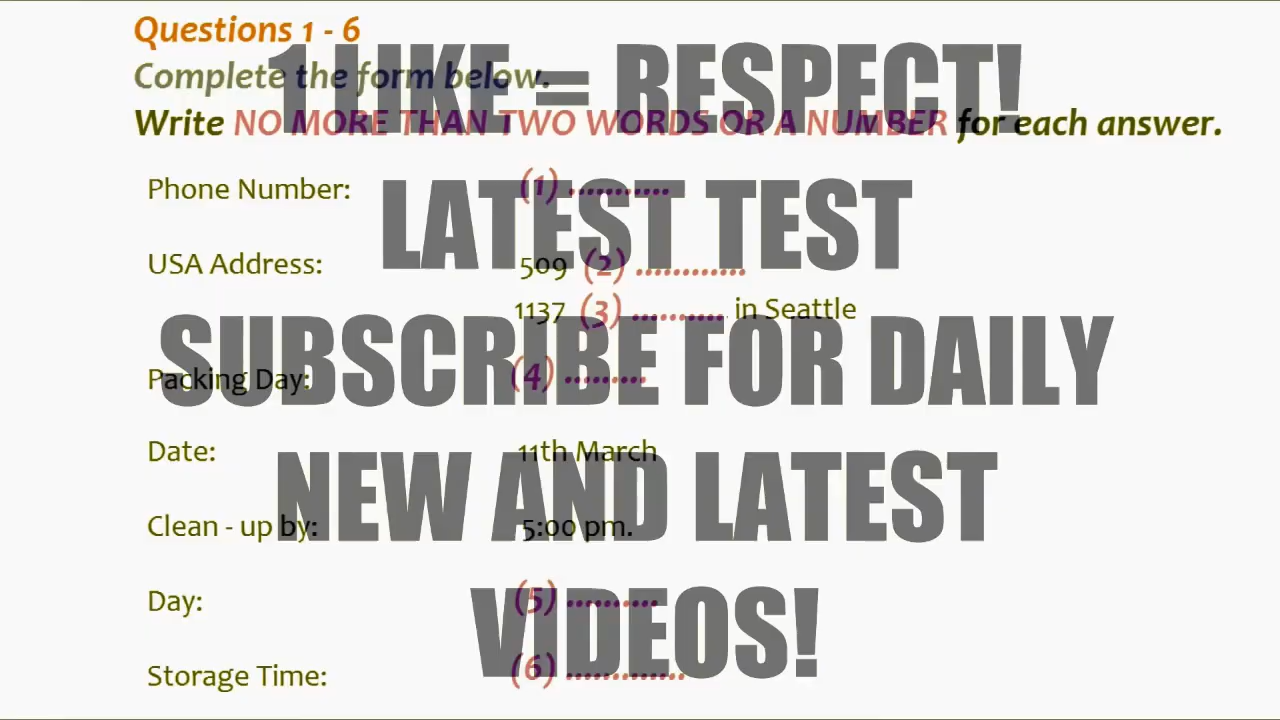 Questions 1 - 6
Complete the form below.
Write NO MORE THAN TWO WORDS OR A NUMBER for each answer.
Phone Number: (1) ...........
USA Address: 509 (2) ............
1137 (3) .......... in Seattle
Packing Day: (4) .........
Date: 11th March
Clean - up by: 5:00 pm.
Day: (5) ..........
Storage Time: (6) .............
1 LIKE = RESPECT!
LATEST TEST
SUBSCRIBE FOR DAILY
NEW AND LATEST
VIDEOS!